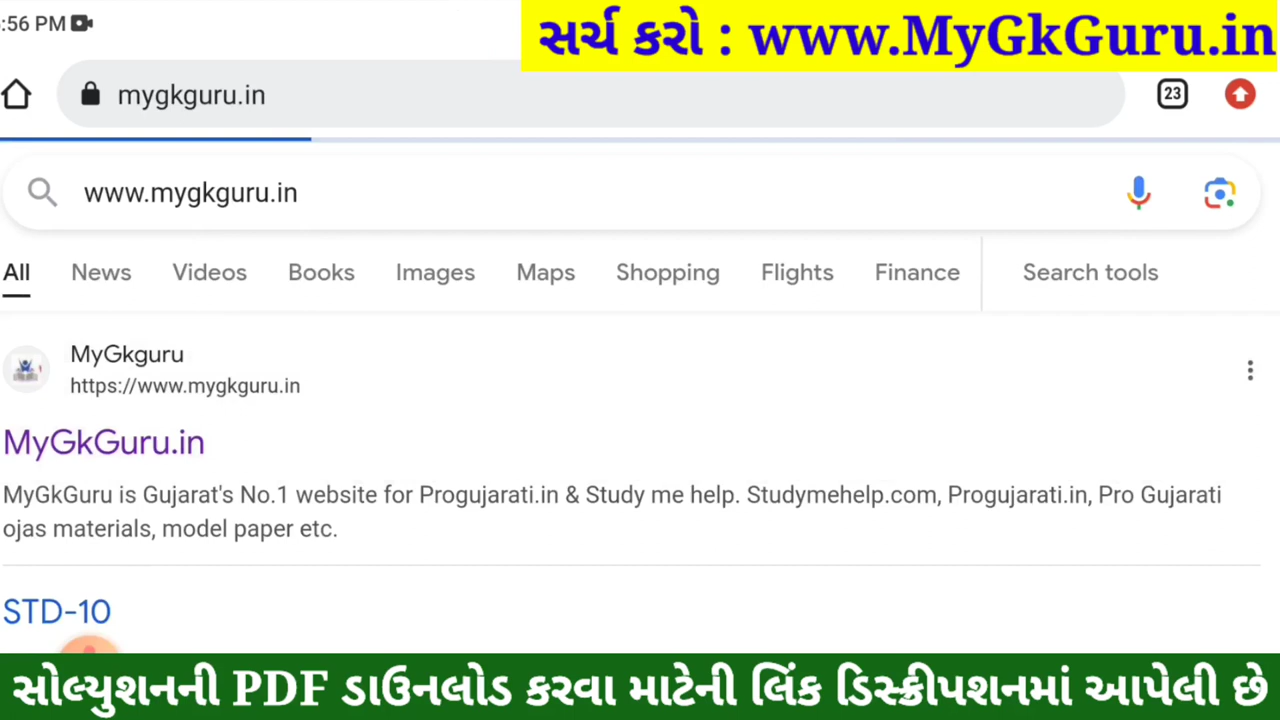 :56 PM
સર્ચ કરો : www.MyGkGuru.in
mygkguru.in
23
www.mygkguru.in
All News Videos Books Images Maps Shopping Flights Finance Search tools
MyGkguru
https://www.mygkguru.in
MyGkGuru.in
MyGkGuru is Gujarat's No.1 website for Progujarati.in & Study me help. Studymehelp.com, Progujarati.in, Pro Gujarati
ojas materials, model paper etc.
STD-10
સોલ્યુશનની PDF ડાઉનલોડ કરવા માટેની લિંક ડિસ્ક્રીપશનમાં આપેલી છે